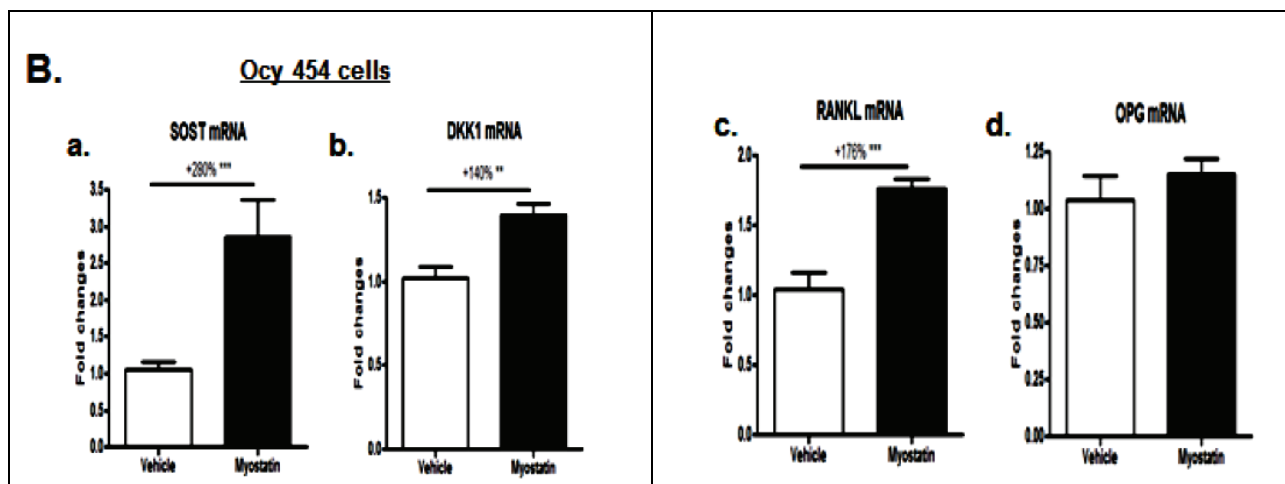 B.
Ocy 454 cells
a.
SOST mRNA
+280% ***
Fold changes
3.5
3.0
2.5
2.0
1.5
1.0
0.5
0.0
Vehicle
Myostatin
b.
DKK1 mRNA
+140% **
Fold changes
1.5
1.0
0.5
0.0
Vehicle
Myostatin
c.
RANKL mRNA
+176% ***
Fold changes
2.0
1.5
1.0
0.5
0.0
Vehicle
Myostatin
d.
OPG mRNA
Fold changes
1.25
1.00
0.75
0.50
0.25
0.00
Vehicle
Myostatin